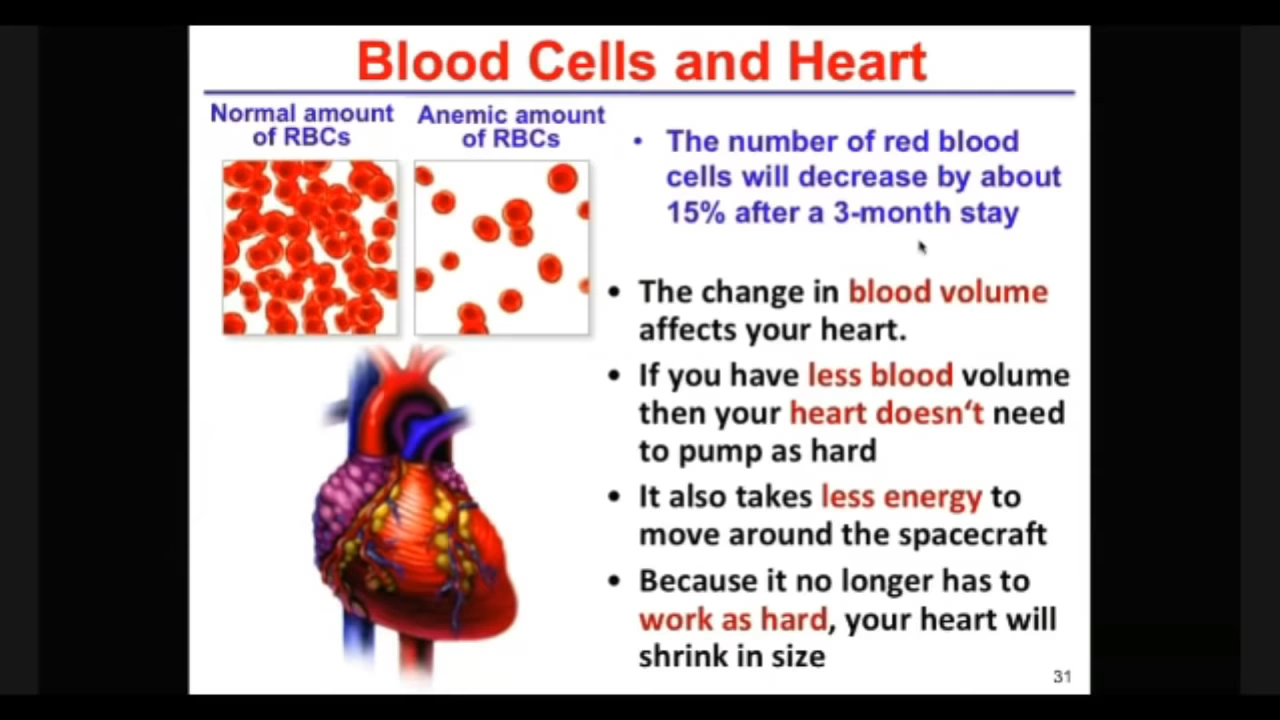 Blood Cells and Heart
Normal amount
of RBCs
Anemic amount
of RBCs
• The number of red blood
cells will decrease by about
15% after a 3-month stay
• The change in blood volume
affects your heart.
• If you have less blood volume
then your heart doesn‘t need
to pump as hard
• It also takes less energy to
move around the spacecraft
• Because it no longer has to
work as hard, your heart will
shrink in size
31